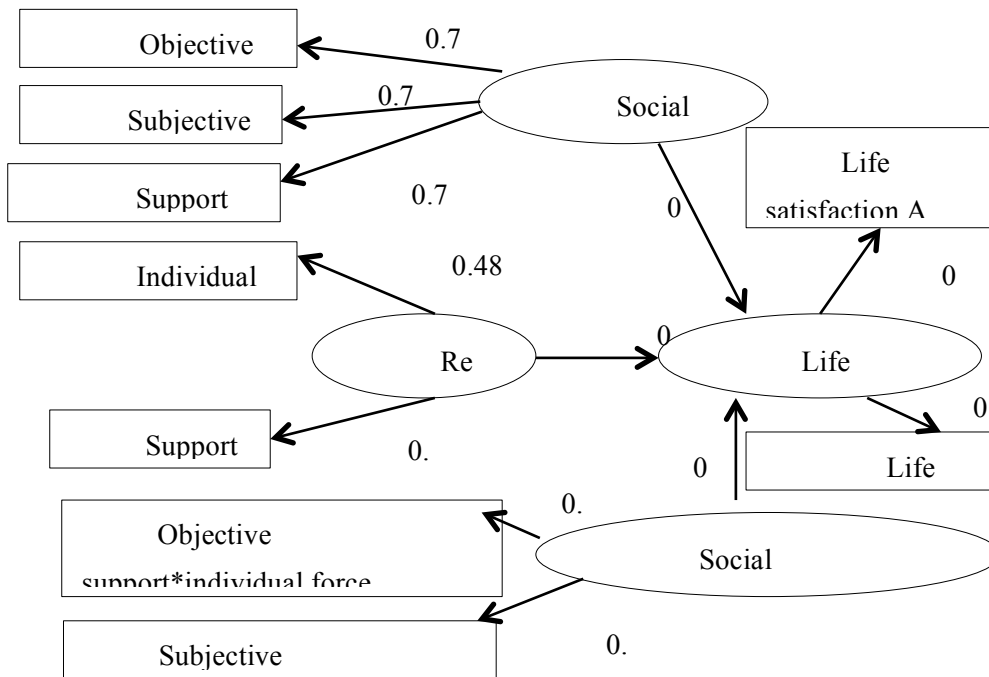 Objective
0.7
Subjective
0.7
Social
Support
0.7
0
Life
satisfaction A
Individual
0.48
0
Re
0
Life
Support
0.
0
0
Life
Objective
support*individual force
0.
Social
Subjective
0.